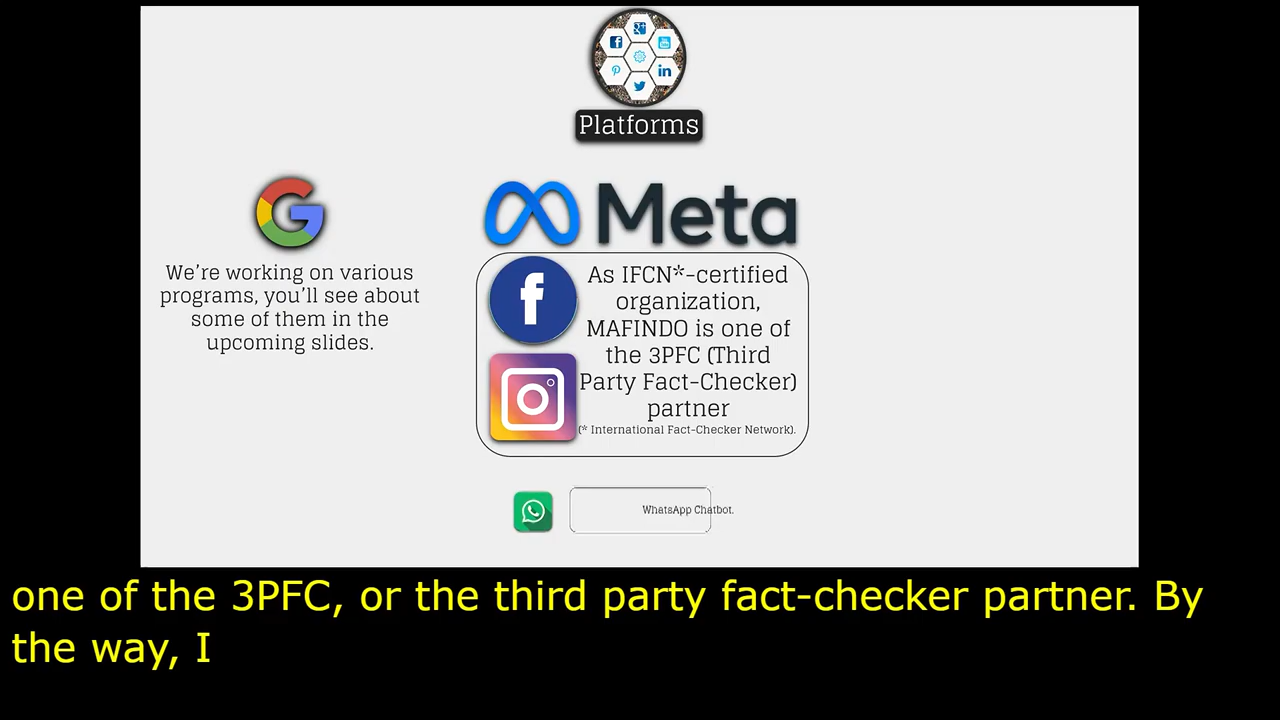 Platforms
We’re working on various
programs, you’ll see about
some of them in the
upcoming slides.
Meta
As IFCN*-certified
organization,
MAFINDO is one of
the 3PFC (Third
Party Fact-Checker)
partner
(* International Fact-Checker Network).
WhatsApp Chatbot.
one of the 3PFC, or the third party fact-checker partner. By
the way, I